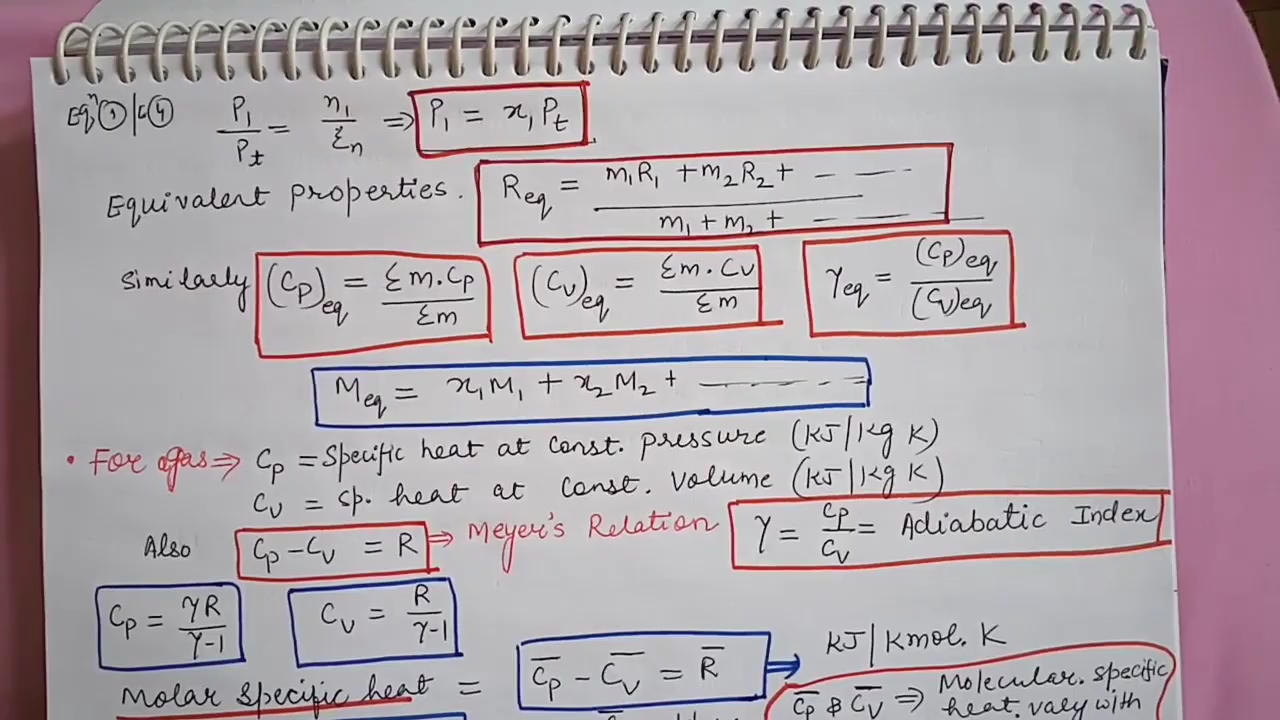 Eqⁿ ①/④ P₁/Pₜ = n₁/Σn ⇒ P₁ = x₁Pₜ
Equivalent properties. R_eq = (m₁R₁ + m₂R₂ + — — —)/(m₁ + m₂ + — — —)
Similarly (Cp)eq = Σm.Cp/Σm (Cv)eq = Σm.Cv/Σm γeq = (Cp)eq/(Cv)eq
Meq = x₁M₁ + x₂M₂ + — — - - =
• For gas ⇒ Cp = Specific heat at const. pressure (KJ/Kg K)
Cv = sp. heat at const. volume (KJ/Kg K)
Also Cp – Cv = R ⇒ Meyer's Relation γ = Cp/Cv = Adiabatic Index
Cp = γR/γ-1 Cv = R/γ-1
C̅p – C̅v = R̅ ⇒ KJ/Kmol. K
Molar Specific heat =
C̅p & C̅v ⇒ Molecular. specific
heat. vary with